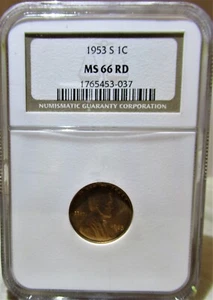 1953 S 1C
MS 66 RD
1765453-037
NUMISMATIC GUARANTY CORPORATION